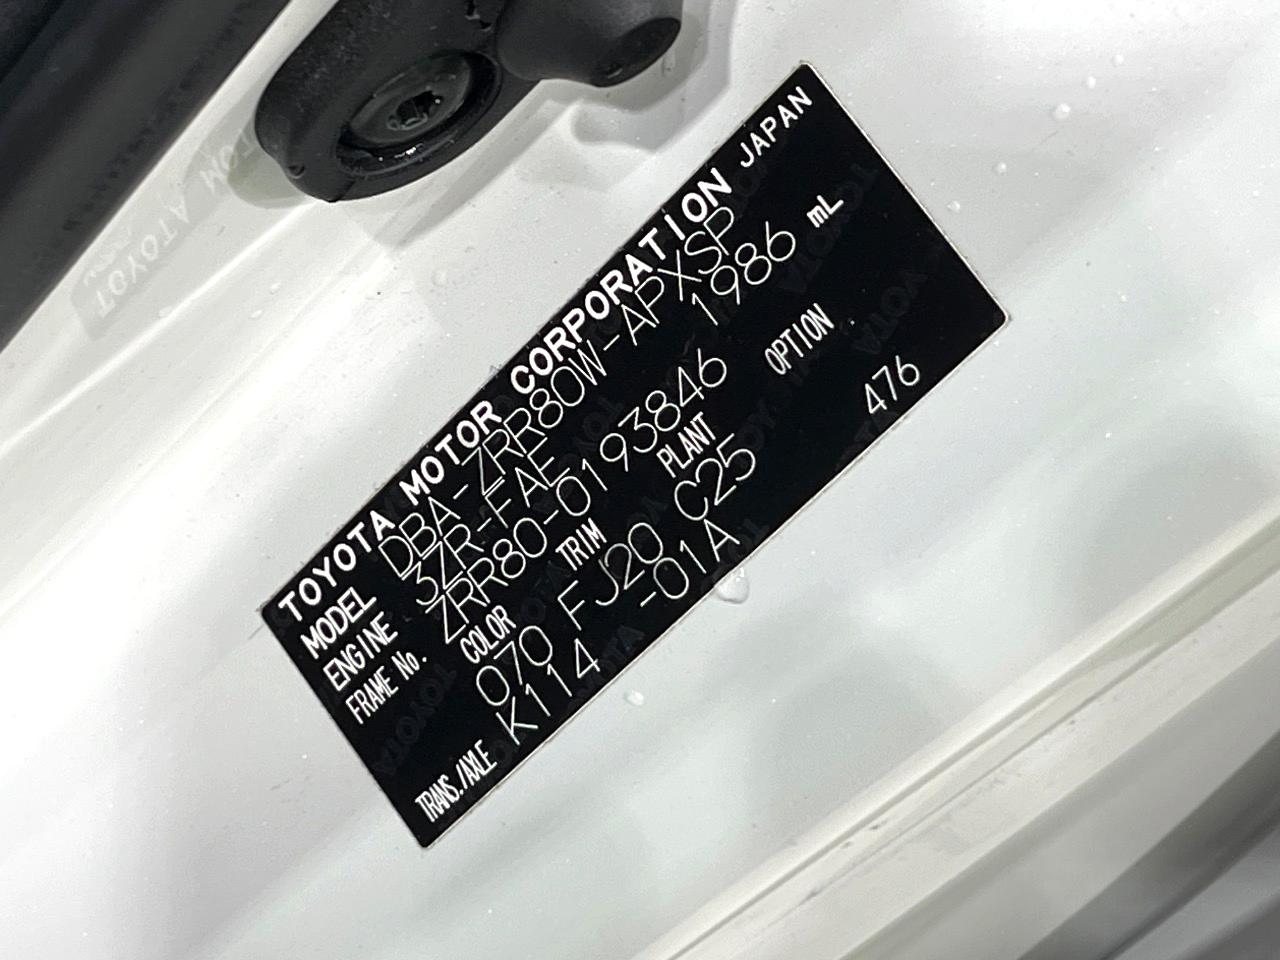 TOYOTA MOTOR CORPORATION JAPAN
MODEL DBA-ZRR80W-APXSP
ENGINE 3ZR-FAE 1986 mL
FRAME No. ZRR80-0193846
COLOR TRIM PLANT OPTION
070 FJ20 C25 476
TRANS./AXLE K114 -01A